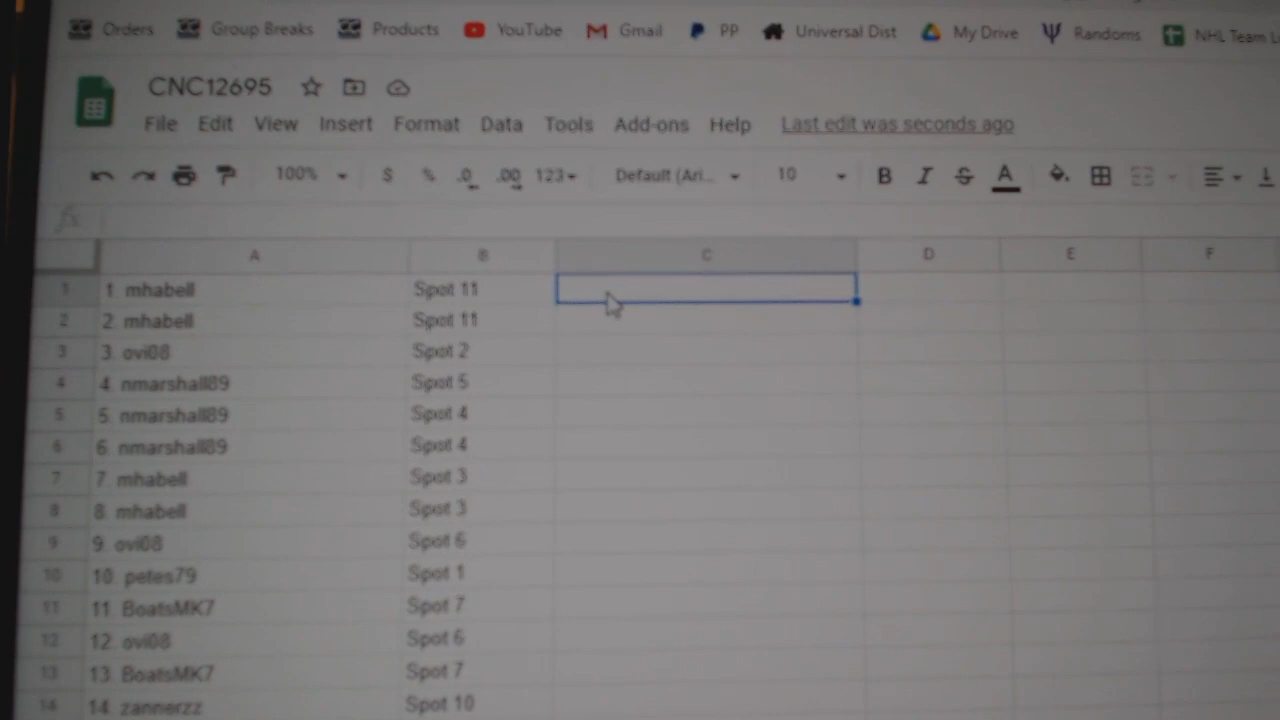 Orders Group Breaks Products YouTube Gmail PP Universal Dist My Drive Randoms NHL Team L
CNC12695
File Edit View Insert Format Data Tools Add-ons Help Last edit was seconds ago
100% $ % .0 .00 123 Default (Ari... 10 B I S A
fx
A B C D E F
1 1. mhabell Spot 11
2 2. mhabell Spot 11
3 3. ovi08 Spot 2
4 4. nmarshall89 Spot 5
5 5. nmarshall89 Spot 4
6 6. nmarshall89 Spot 4
7 7. mhabell Spot 3
8 8. mhabell Spot 3
9 9. ovi08 Spot 6
10 10. petes79 Spot 1
11 11. BoatsMK7 Spot 7
12 12. ovi08 Spot 6
13 13. BoatsMK7 Spot 7
14 14. zannerzz Spot 10